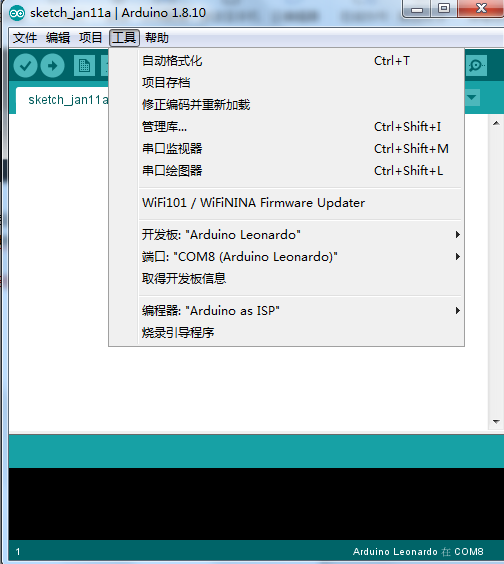 sketch_jan11a | Arduino 1.8.10
文件 编辑 项目 工具 帮助
sketch_jan11a
自动格式化 Ctrl+T
项目存档
修正编码并重新加载
管理库... Ctrl+Shift+I
串口监视器 Ctrl+Shift+M
串口绘图器 Ctrl+Shift+L
WiFi101 / WiFiNINA Firmware Updater
开发板: "Arduino Leonardo"
端口: "COM8 (Arduino Leonardo)"
取得开发板信息
编程器: "Arduino as ISP"
烧录引导程序
1 Arduino Leonardo 在 COM8